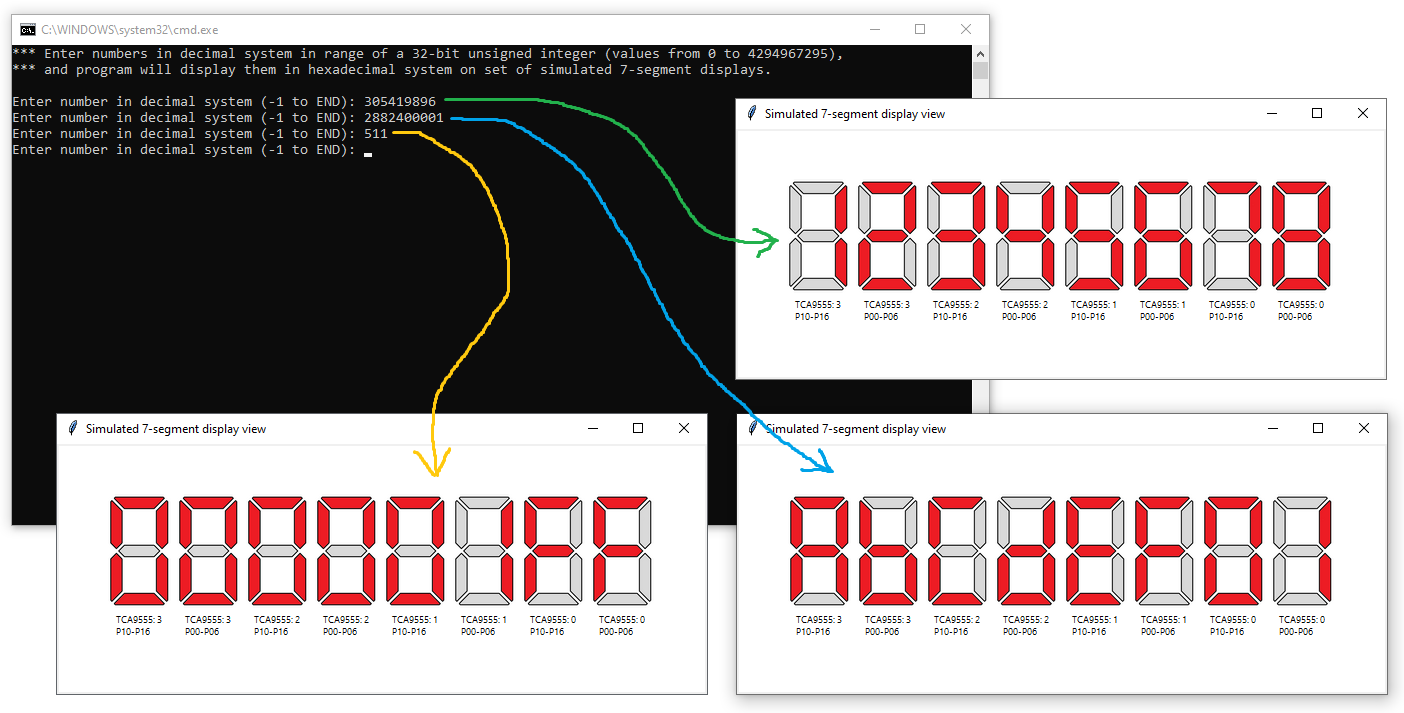 C:\WINDOWS\system32\cmd.exe
*** Enter numbers in decimal system in range of a 32-bit unsigned integer (values from 0 to 4294967295),
*** and program will display them in hexadecimal system on set of simulated 7-segment displays.
Enter number in decimal system (-1 to END): 305419896
Enter number in decimal system (-1 to END): 2882400001
Enter number in decimal system (-1 to END): 511
Enter number in decimal system (-1 to END):
Simulated 7-segment display view
12345678
TCA9555: 3 TCA9555: 3 TCA9555: 2 TCA9555: 2 TCA9555: 1 TCA9555: 1 TCA9555: 0 TCA9555: 0
P10-P16 P00-P06 P10-P16 P00-P06 P10-P16 P00-P06 P10-P16 P00-P06
Simulated 7-segment display view
000001FF
TCA9555: 3 TCA9555: 3 TCA9555: 2 TCA9555: 2 TCA9555: 1 TCA9555: 1 TCA9555: 0 TCA9555: 0
P10-P16 P00-P06 P10-P16 P00-P06 P10-P16 P00-P06 P10-P16 P00-P06
Simulated 7-segment display view
AbCdEF01
TCA9555: 3 TCA9555: 3 TCA9555: 2 TCA9555: 2 TCA9555: 1 TCA9555: 1 TCA9555: 0 TCA9555: 0
P10-P16 P00-P06 P10-P16 P00-P06 P10-P16 P00-P06 P10-P16 P00-P06